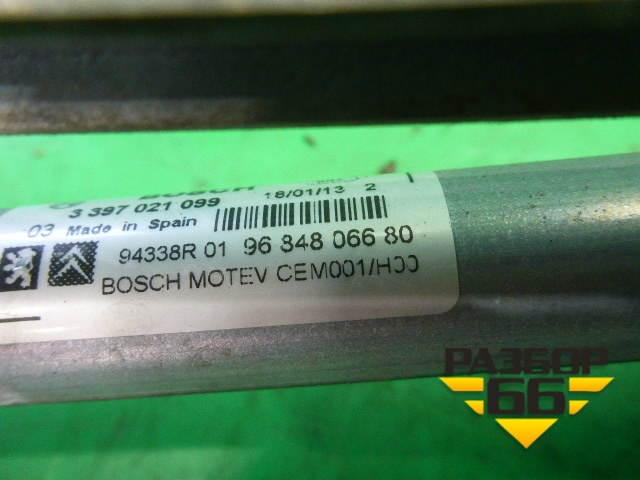 BOSCH
3 397 021 099 18/01/13 2
-03 Made in Spain
94338R 01 96 848 066 80
BOSCH MOTEV CEM001/H00
РАЗБОР
66